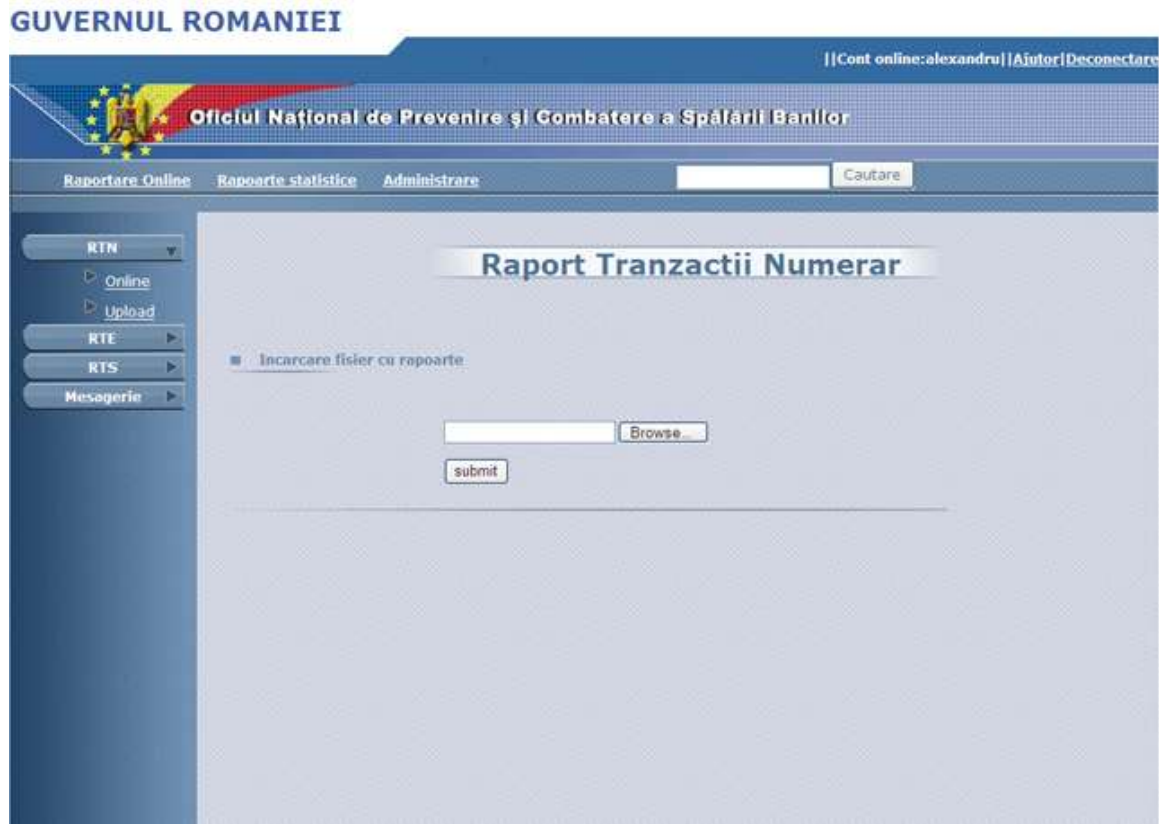 GUVERNUL ROMANIEI
||Cont online:alexandru||Ajutor|Deconectare
Oficiul Național de Prevenire și Combatere a Spălării Banilor
Raportare Online Rapoarte statistice Administrare Cautare
RTN
Online
Upload
RTE
RTS
Mesagerie
Raport Tranzactii Numerar
Incarcare fisier cu rapoarte
Browse...
submit